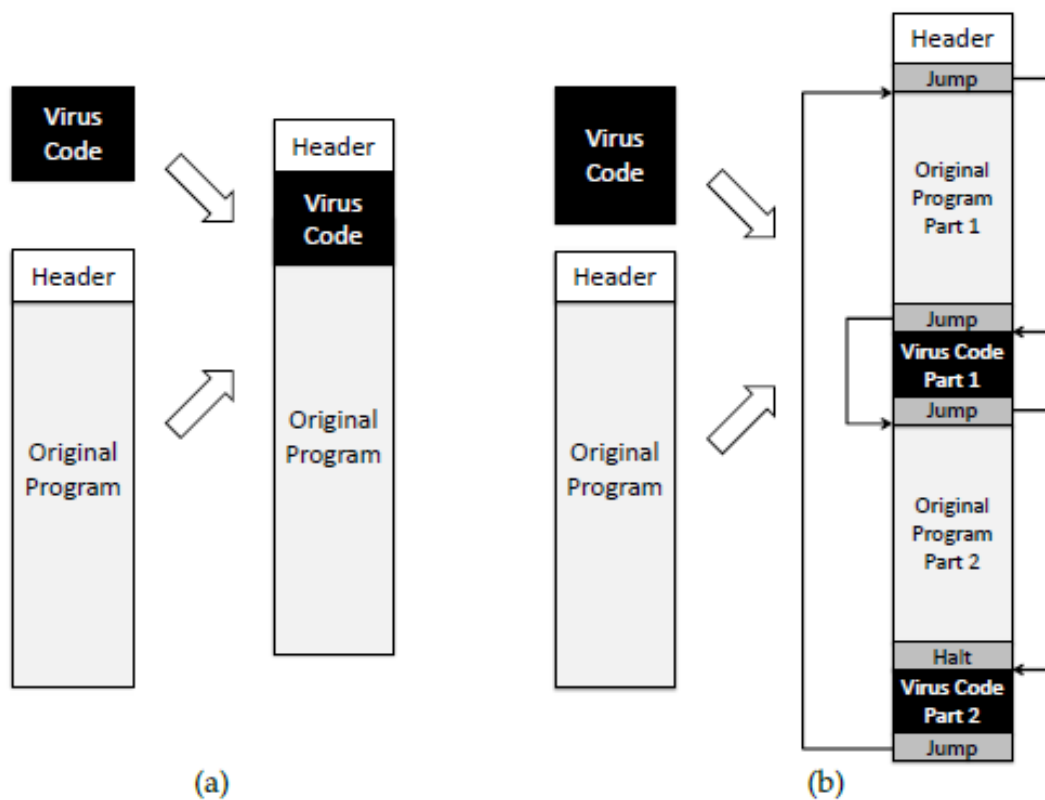 Virus
Code
Header
Original
Program
Header
Virus
Code
Original
Program
(a)
Virus
Code
Header
Original
Program
Header
Jump
Original
Program
Part 1
Jump
Virus Code
Part 1
Jump
Original
Program
Part 2
Halt
Virus Code
Part 2
Jump
(b)